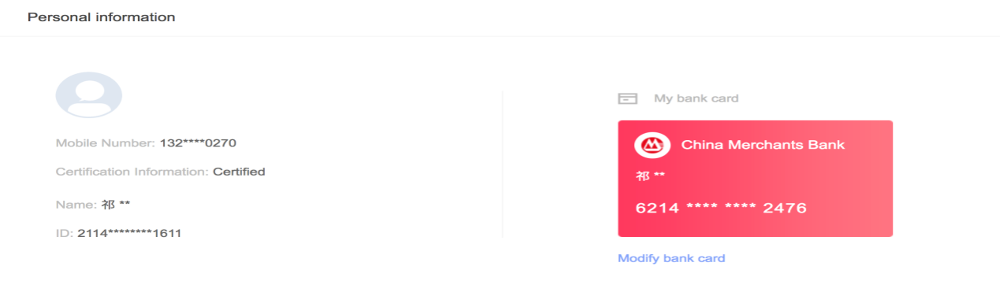 Personal information
Mobile Number: 132****0270
Certification Information: Certified
Name: 祁 **
ID: 2114********1611
My bank card
China Merchants Bank
祁 **
6214 **** **** 2476
Modify bank card